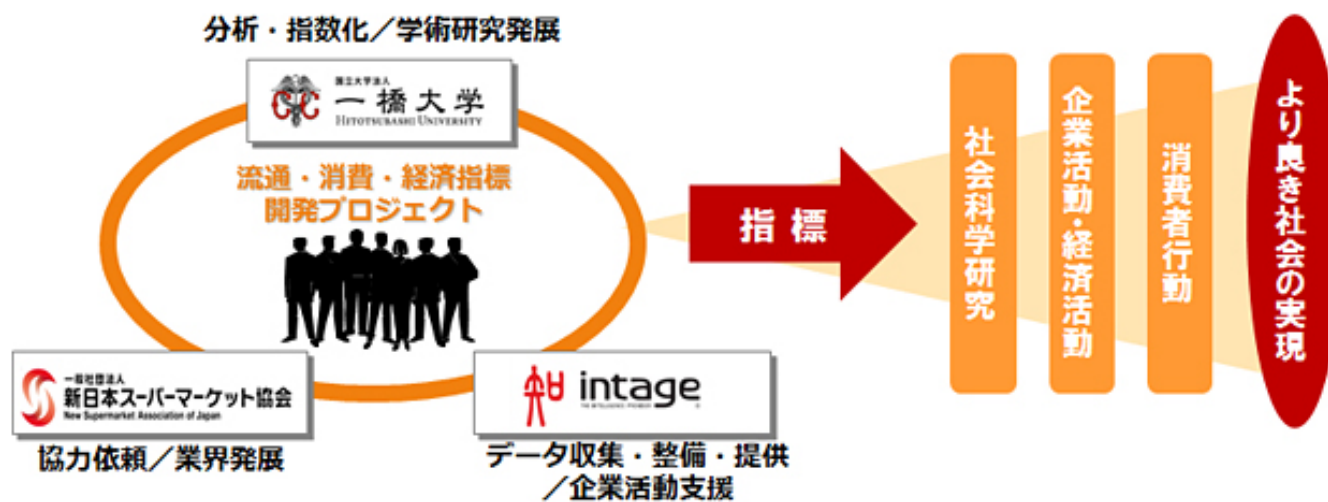 分析・指数化／学術研究発展
国立大学法人
一橋大学
HITOTSUBASHI UNIVERSITY
流通・消費・経済指標
開発プロジェクト
一般社団法人
新日本スーパーマーケット協会
New Supermarket Association of Japan
協力依頼／業界発展
知 intage
THE INTELLIGENCE PROVIDER
データ収集・整備・提供
／企業活動支援
指標
社会科学研究
企業活動・経済活動
消費者行動
より良き社会の実現